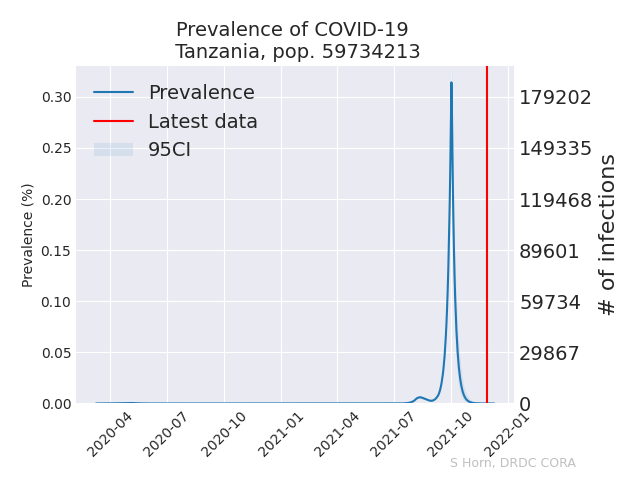 Prevalence of COVID-19
Tanzania, pop. 59734213
Prevalence
Latest data
95CI
Prevalence (%)
0.30
0.25
0.20
0.15
0.10
0.05
0.00
179202
149335
119468
89601
59734
29867
0
# of infections
2020-04
2020-07
2020-10
2021-01
2021-04
2021-07
2021-10
2022-01
S Horn, DRDC CORA